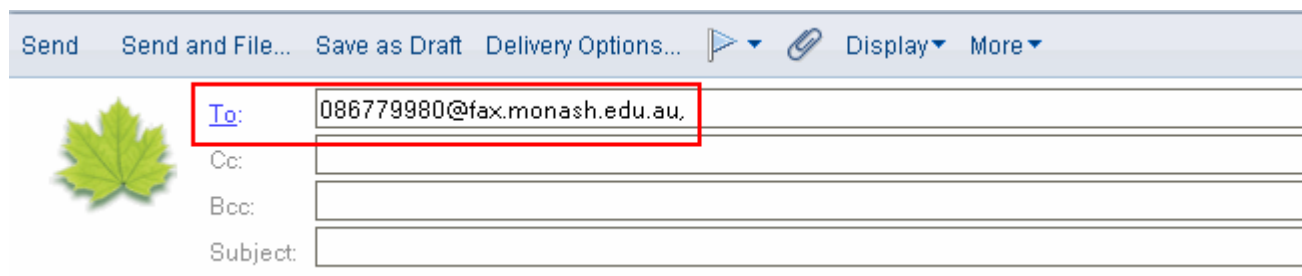 Send Send and File... Save as Draft Delivery Options... Display More
To: 086779980@fax.monash.edu.au,
Cc:
Bcc:
Subject: